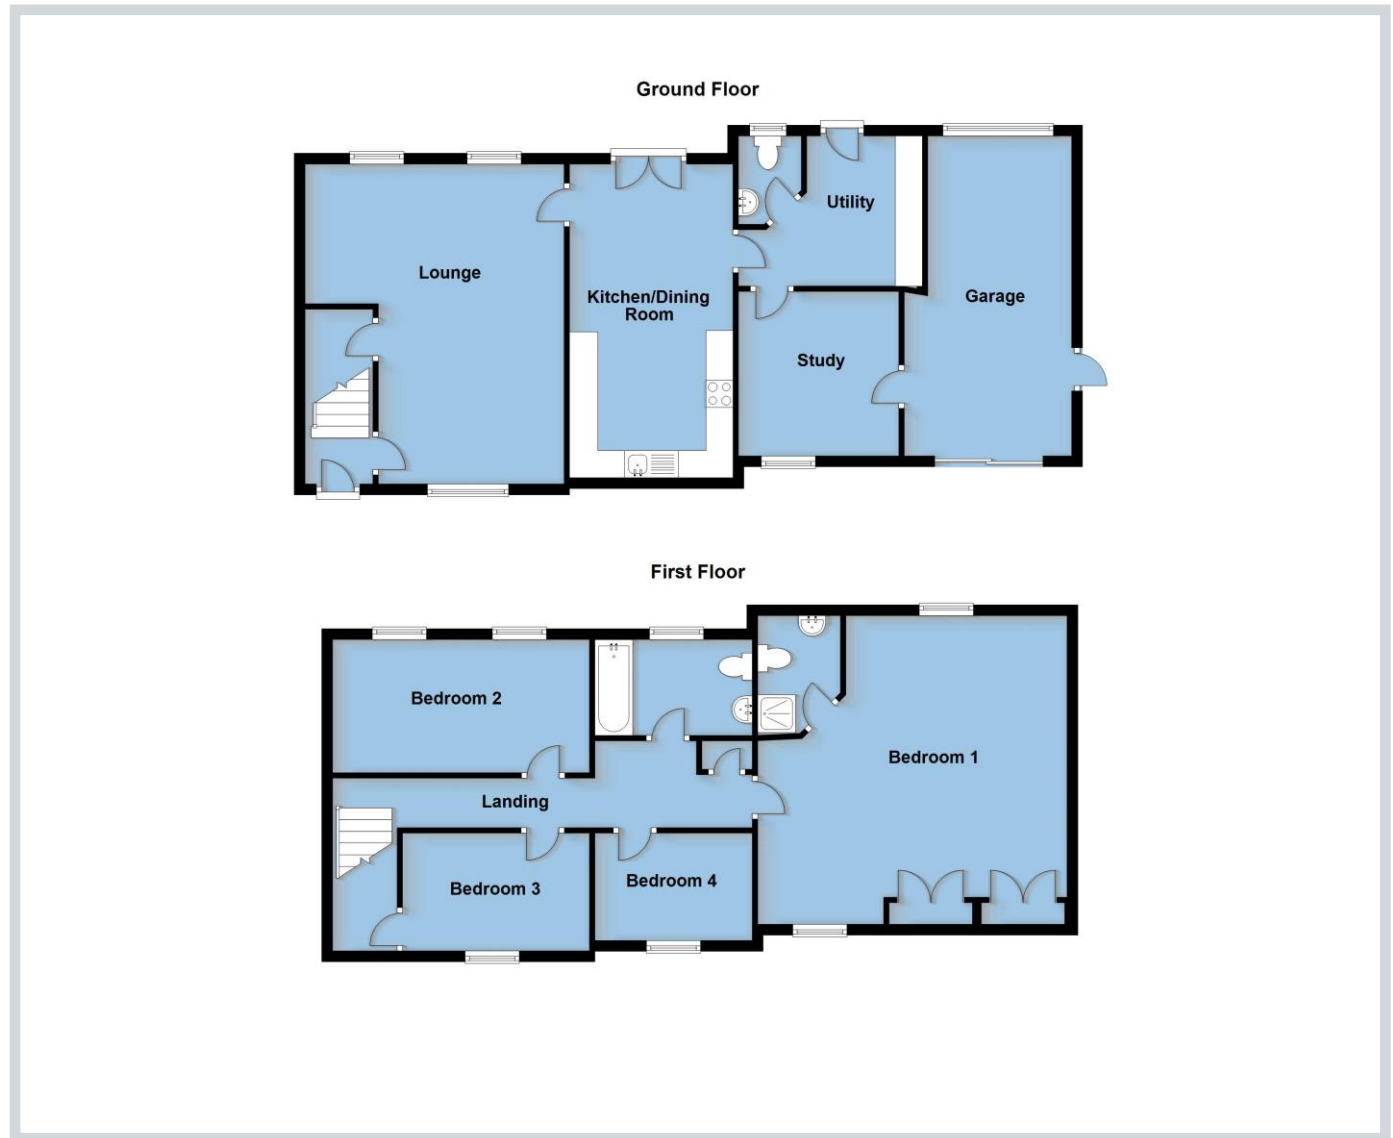 Ground Floor
Lounge
Kitchen/Dining
Room
Utility
Study
Garage
First Floor
Bedroom 2
Bedroom 1
Landing
Bedroom 3
Bedroom 4